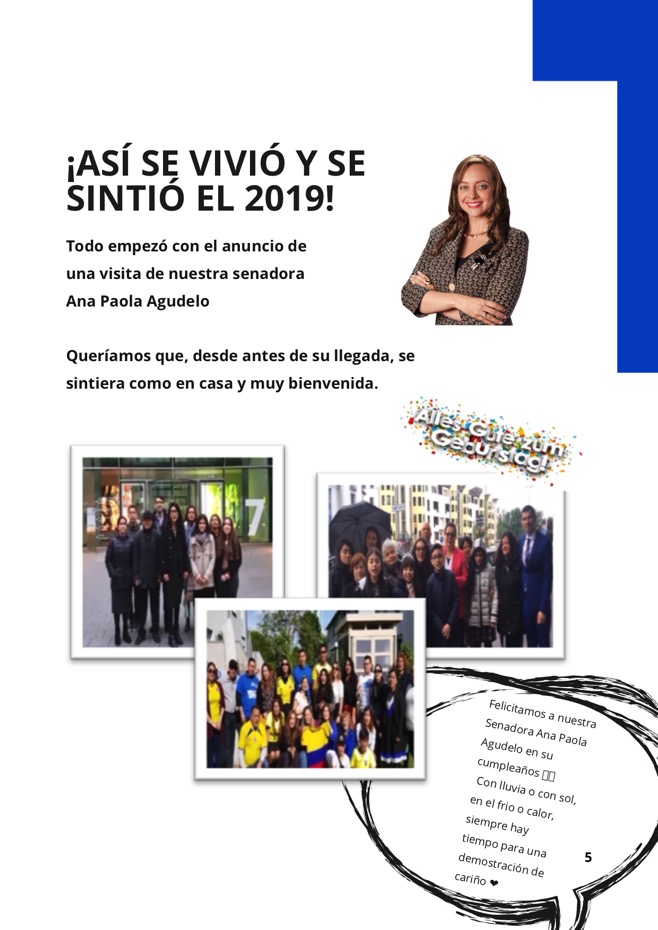 ¡ASÍ SE VIVIÓ Y SE
SINTIÓ EL 2019!
Todo empezó con el anuncio de
una visita de nuestra senadora
Ana Paola Agudelo
Queríamos que, desde antes de su llegada, se
sintiera como en casa y muy bienvenida.
Alles Gute zum
Geburtstag!
7
Felicitamos a nuestra
Senadora Ana Paola
Agudelo en su
cumpleaños
Con lluvia o con sol,
en el frio o calor,
siempre hay
tiempo para una
demostración de
cariño ❤
5